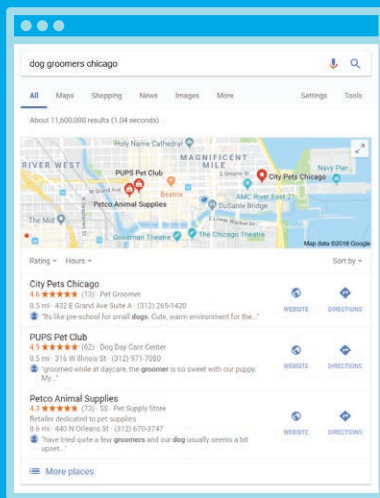 dog groomers chicago
All Maps Shopping News Images More Settings Tools
About 11,600,000 results (1.04 seconds)
Holy Name Cathedral
MAGNIFICENT
MILE
RIVER WEST
PUPS Pet Club
E Ontario St
Navy Pier
City Pets Chicago
W Grand Ave
Beatrix
AMC River East 21
Petco Animal Supplies
DuSable Bridge
The Mid
E Lower Wacker Dr
Goodman Theatre
The Chicago Theatre
Map data ©2018 Google
Rating Hours Sort by
City Pets Chicago
4.6 (13) · Pet Groomer
0.5 mi · 432 E Grand Ave Suite A · (312) 265-1420
"Its like pre-school for small dogs. Cute, warm environment for the..."
WEBSITE DIRECTIONS
PUPS Pet Club
4.9 (62) · Dog Day Care Center
0.5 mi · 316 W Illinois St · (312) 971-7080
"groomed while at daycare, the groomer is so sweet with our puppy.
My..."
WEBSITE DIRECTIONS
Petco Animal Supplies
4.3 (73) · $$ · Pet Supply Store
Retailer dedicated to pet supplies
0.6 mi · 440 N Orleans St · (312) 670-3747
"have tried quite a few groomers and our dog usually seems a bit
upset..."
WEBSITE DIRECTIONS
More places